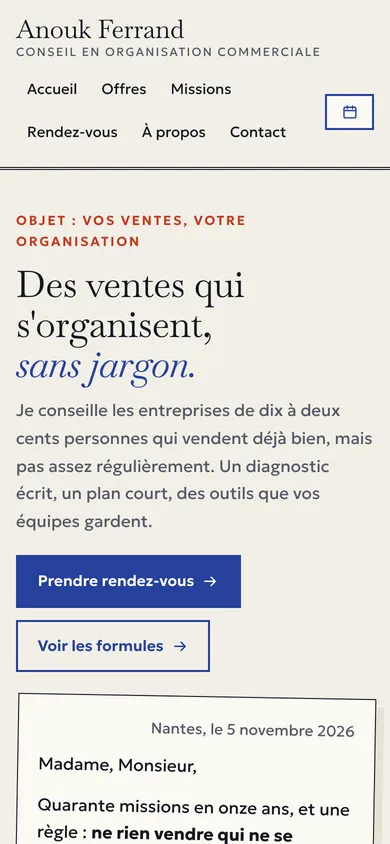 Anouk Ferrand
CONSEIL EN ORGANISATION COMMERCIALE
Accueil Offres Missions
Rendez-vous À propos Contact
OBJET : VOS VENTES, VOTRE
ORGANISATION
Des ventes qui
s'organisent,
sans jargon.
Je conseille les entreprises de dix à deux
cents personnes qui vendent déjà bien, mais
pas assez régulièrement. Un diagnostic
écrit, un plan court, des outils que vos
équipes gardent.
Prendre rendez-vous →
Voir les formules →
Nantes, le 5 novembre 2026
Madame, Monsieur,
Quarante missions en onze ans, et une
règle : ne rien vendre qui ne se